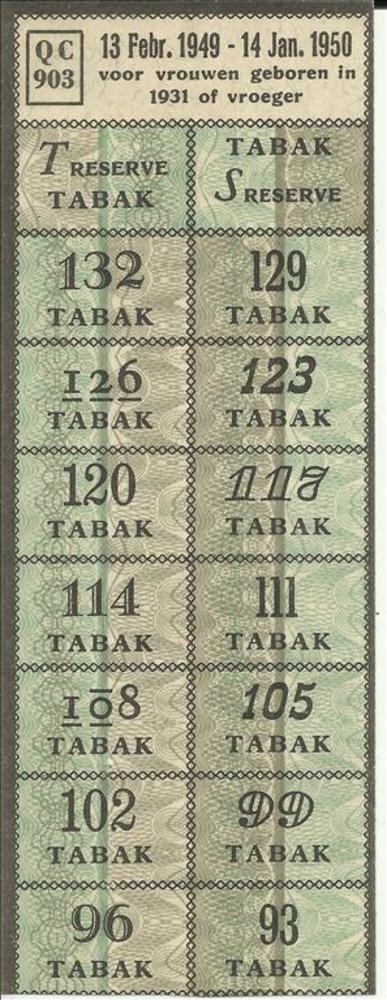 QC
903
13 Febr. 1949 - 14 Jan. 1950
voor vrouwen geboren in
1931 of vroeger
T RESERVE
TABAK
TABAK
S RESERVE
132
TABAK
129
TABAK
126
TABAK
123
TABAK
120
TABAK
117
TABAK
114
TABAK
111
TABAK
108
TABAK
105
TABAK
102
TABAK
99
TABAK
96
TABAK
93
TABAK